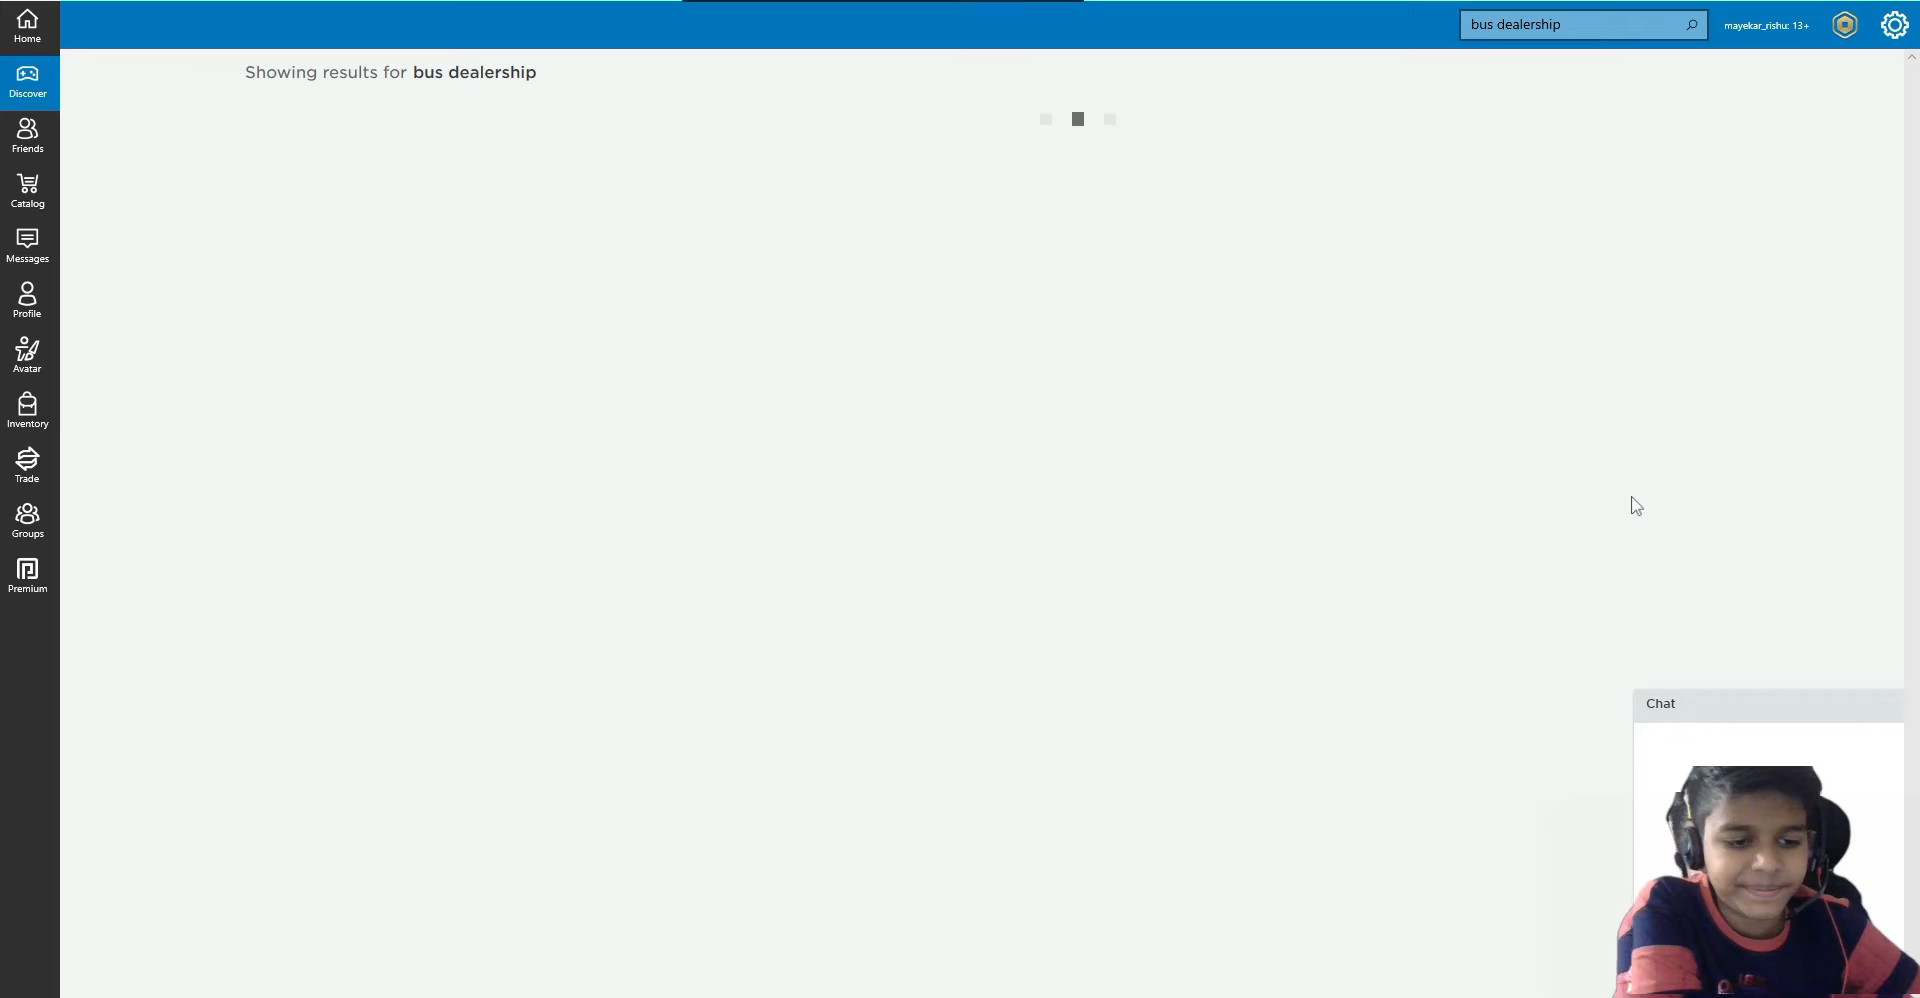 Home
bus dealership
mayekar_rishu: 13+
Showing results for bus dealership
Discover
Friends
Catalog
Messages
Profile
Avatar
Inventory
Trade
Groups
Premium
Chat